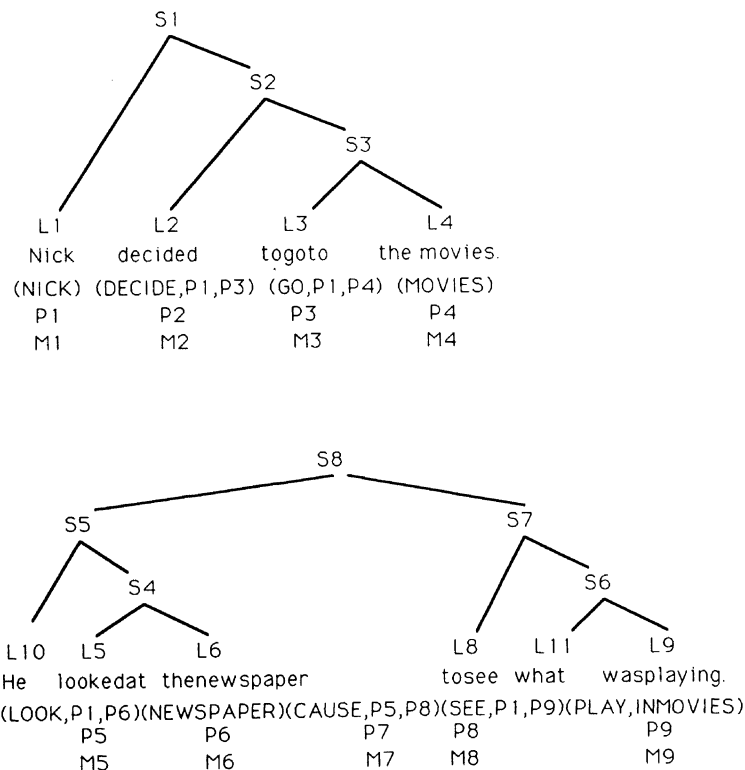 S1
S2
S3
L1 L2 L3 L4
Nick decided togoto the movies.
(NICK) (DECIDE,P1,P3) (GO,P1,P4) (MOVIES)
P1 P2 P3 P4
M1 M2 M3 M4
S8
S5 S7
S4 S6
L10 L5 L6 L8 L11 L9
He lookedat thenewspaper tosee what wasplaying.
(LOOK,P1,P6)(NEWSPAPER)(CAUSE,P5,P8)(SEE,P1,P9)(PLAY,INMOVIES)
P5 P6 P7 P8 P9
M5 M6 M7 M8 M9